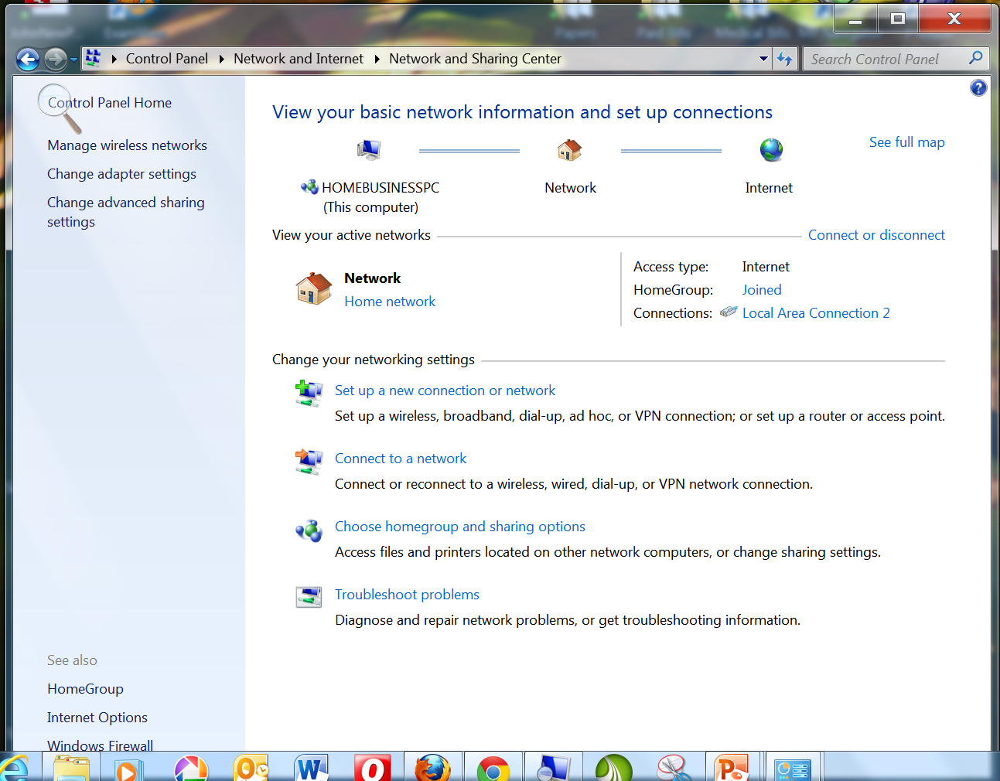 Papers
Control Panel
Network and Internet
Network and Sharing Center
Search Control Panel
Control Panel Home
Manage wireless networks
Change adapter settings
Change advanced sharing
settings
See also
HomeGroup
Internet Options
Windows Firewall
View your basic network information and set up connections
See full map
HOMEBUSINESSPC
(This computer)
Network
Internet
View your active networks
Connect or disconnect
Network
Home network
Access type: Internet
HomeGroup: Joined
Connections: Local Area Connection 2
Change your networking settings
Set up a new connection or network
Set up a wireless, broadband, dial-up, ad hoc, or VPN connection; or set up a router or access point.
Connect to a network
Connect or reconnect to a wireless, wired, dial-up, or VPN network connection.
Choose homegroup and sharing options
Access files and printers located on other network computers, or change sharing settings.
Troubleshoot problems
Diagnose and repair network problems, or get troubleshooting information.